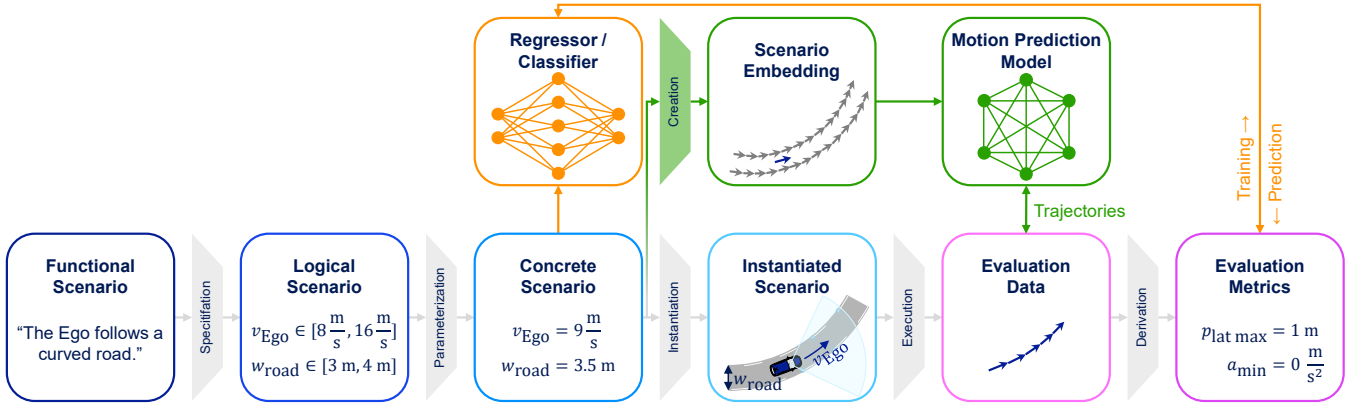 Regressor /
Classifier
Creation
Scenario
Embedding
Motion Prediction
Model
Training →
← Prediction
Trajectories
Functional
Scenario
“The Ego follows a
curved road.”
Specitifation
Logical
Scenario
v_Ego ∈ [8 m/s, 16 m/s]
w_road ∈ [3 m, 4 m]
Parameterization
Concrete
Scenario
v_Ego = 9 m/s
w_road = 3.5 m
Instantiation
Instantiated
Scenario
v_Ego
w_road
Execution
Evaluation
Data
Derivation
Evaluation
Metrics
p_lat max = 1 m
a_min = 0 m/s²